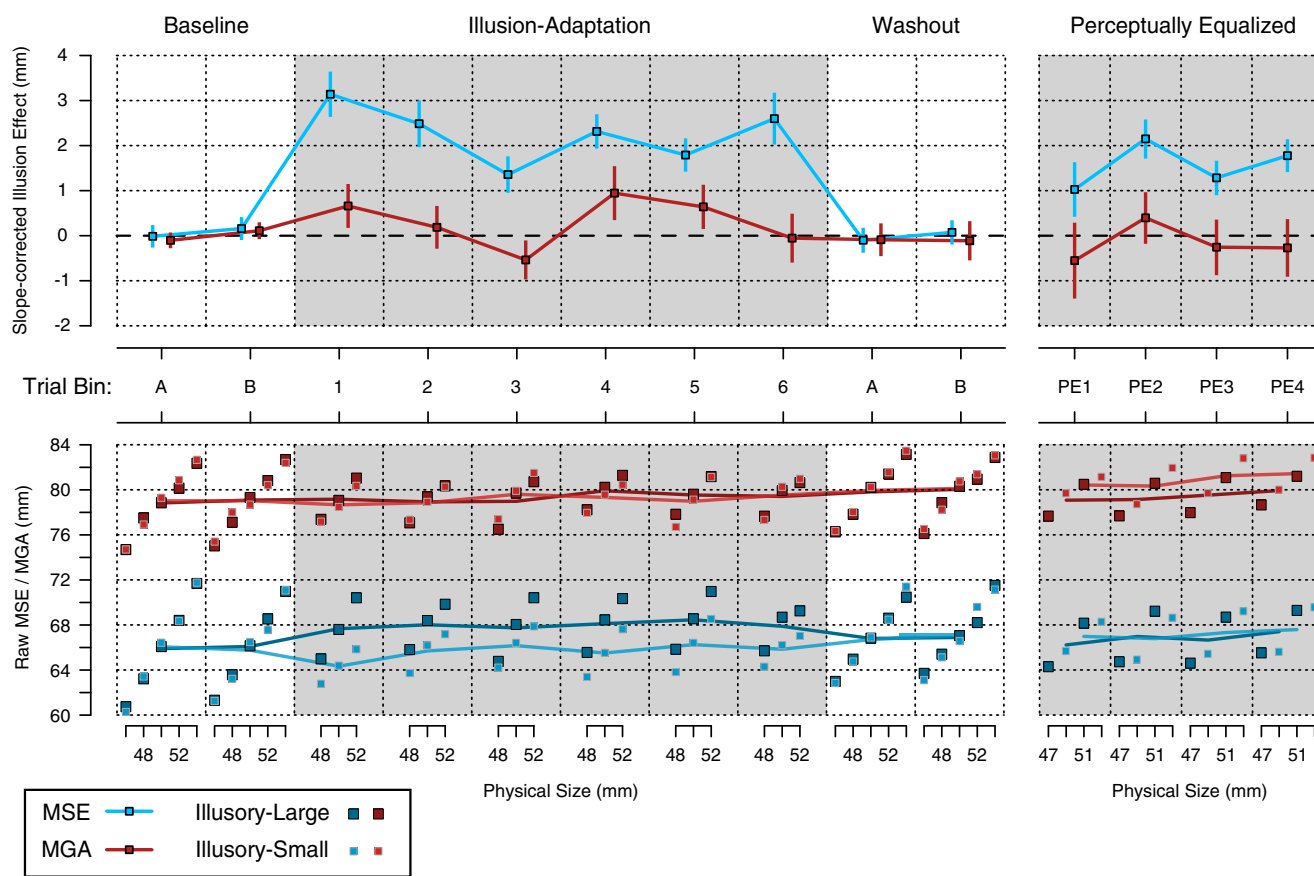 Baseline Illusion-Adaptation Washout Perceptually Equalized
Slope-corrected Illusion Effect (mm)
4
3
2
1
0
-1
-2
Trial Bin: A B 1 2 3 4 5 6 A B PE1 PE2 PE3 PE4
Raw MSE / MGA (mm)
84
80
76
72
68
64
60
48 52 48 52 48 52 48 52 48 52 48 52 48 52 48 52 48 52 48 52 47 51 47 51 47 51 47 51
Physical Size (mm) Physical Size (mm)
MSE Illusory-Large
MGA Illusory-Small